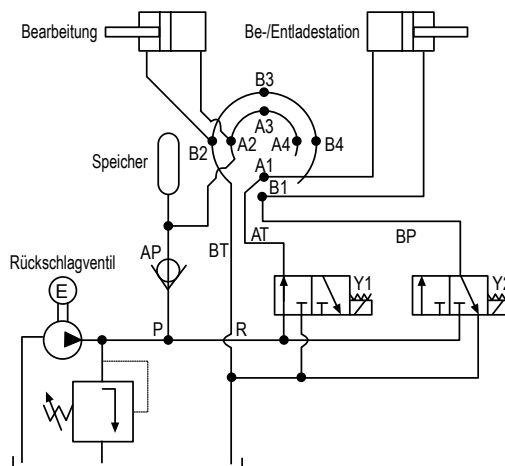 Bearbeitung
Be-/Entladestation
B3
A3
B2
A2
A4
B4
Speicher
A1
B1
AP
BT
AT
BP
Rückschlagventil
Y1
Y2
E
P
R